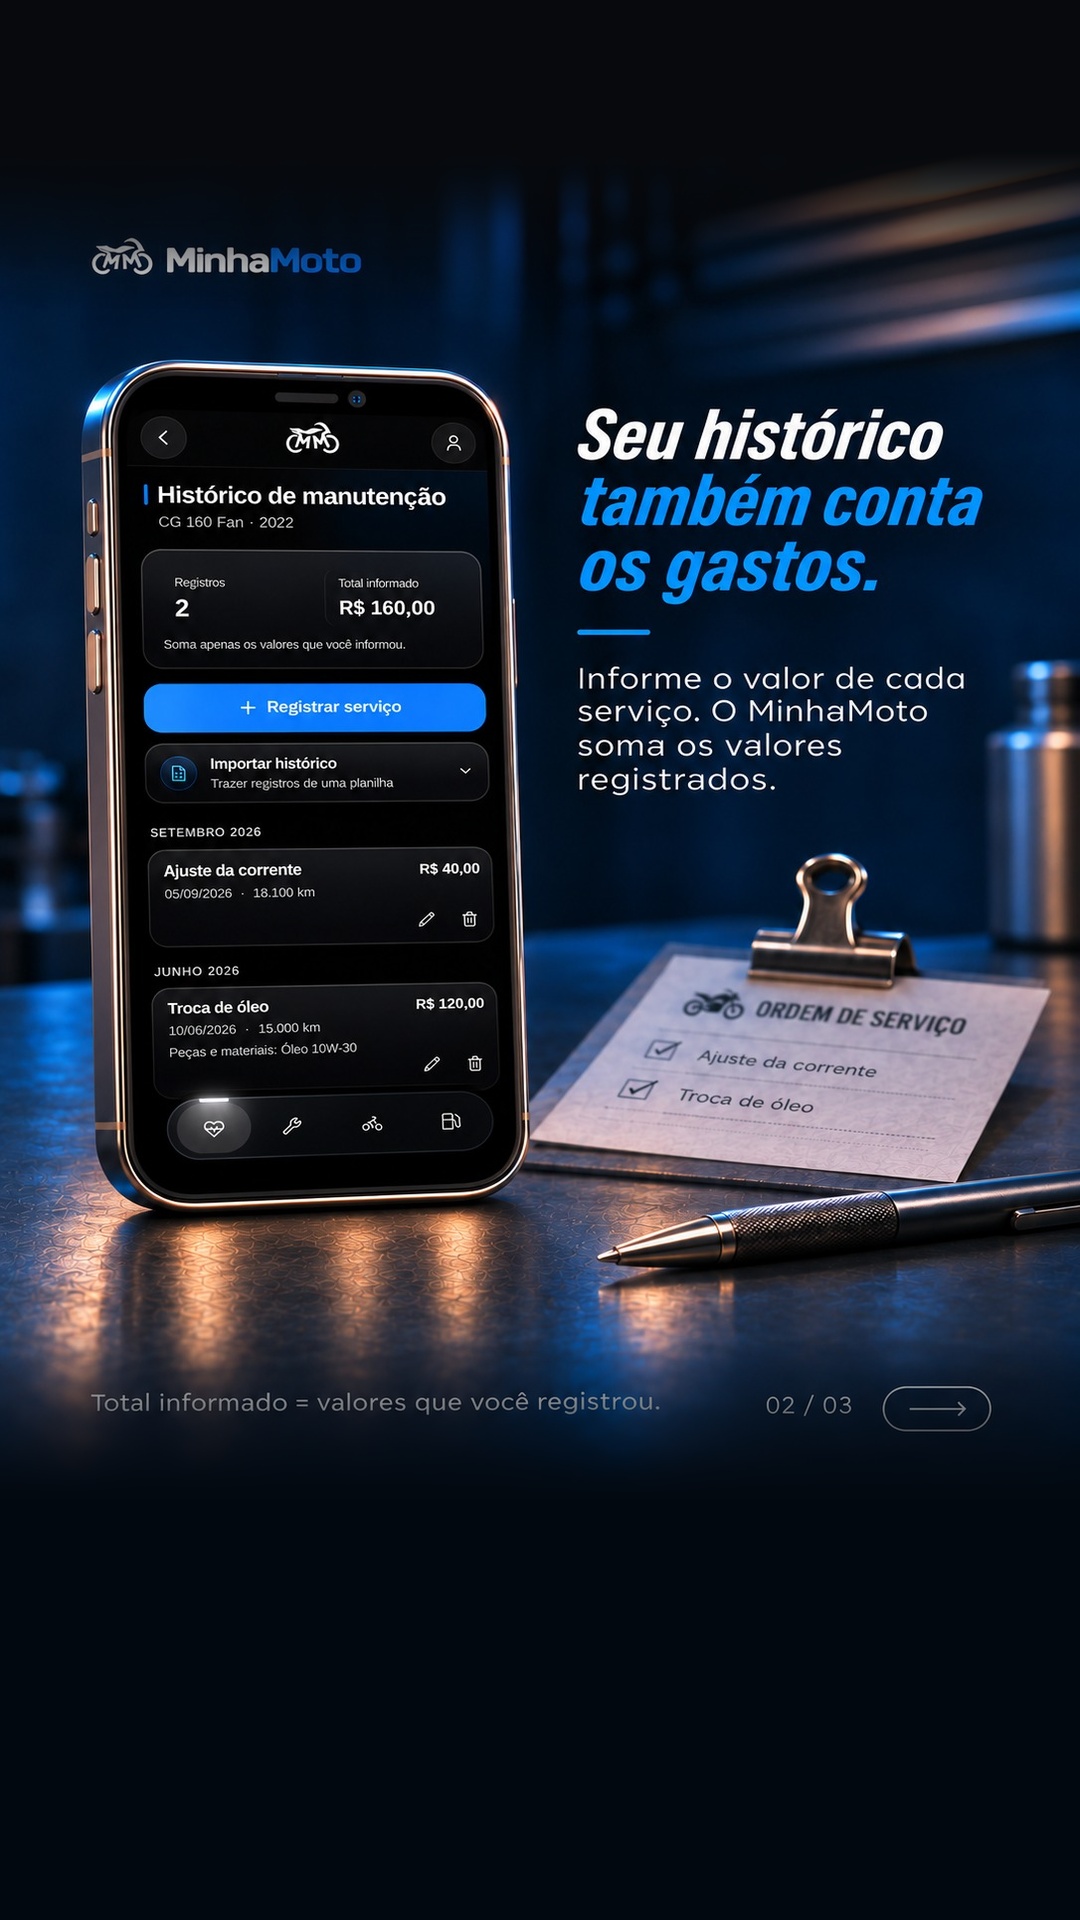 MinhaMoto
Histórico de manutenção
CG 160 Fan · 2022
Registros
2
Total informado
R$ 160,00
Soma apenas os valores que você informou.
+ Registrar serviço
Importar histórico
Trazer registros de uma planilha
SETEMBRO 2026
Ajuste da corrente
R$ 40,00
05/09/2026 · 18.100 km
JUNHO 2026
Troca de óleo
R$ 120,00
10/06/2026 · 15.000 km
Peças e materiais: Óleo 10W-30
Seu histórico
também conta
os gastos.
Informe o valor de cada
serviço. O MinhaMoto
soma os valores
registrados.
ORDEM DE SERVIÇO
Ajuste da corrente
Troca de óleo
Total informado = valores que você registrou.
02 / 03